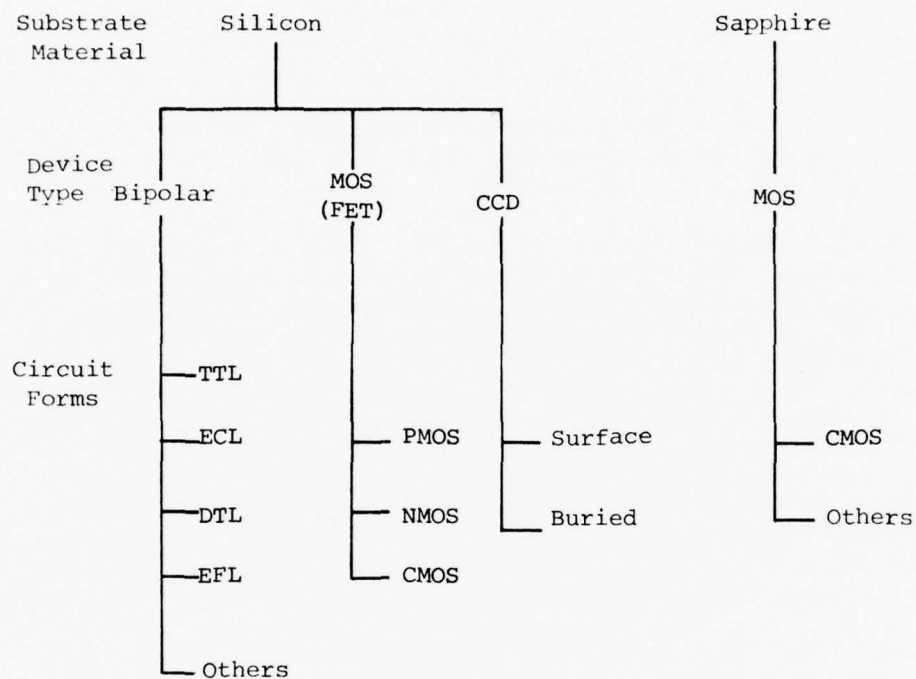 Substrate Material
Silicon
Sapphire
Device Type
Bipolar
MOS (FET)
CCD
MOS
Circuit Forms
TTL
ECL
DTL
EFL
Others
PMOS
NMOS
CMOS
Surface
Buried
CMOS
Others